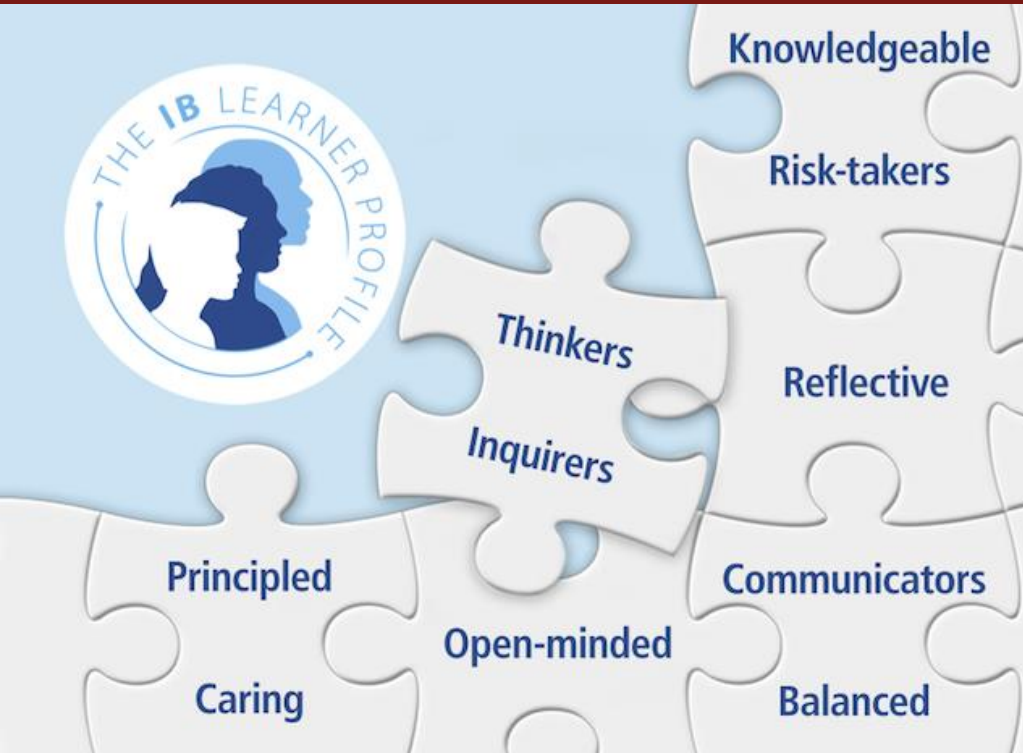 THE IB LEARNER PROFILE
Knowledgeable
Risk-takers
Thinkers
Inquirers
Reflective
Principled
Caring
Open-minded
Communicators
Balanced